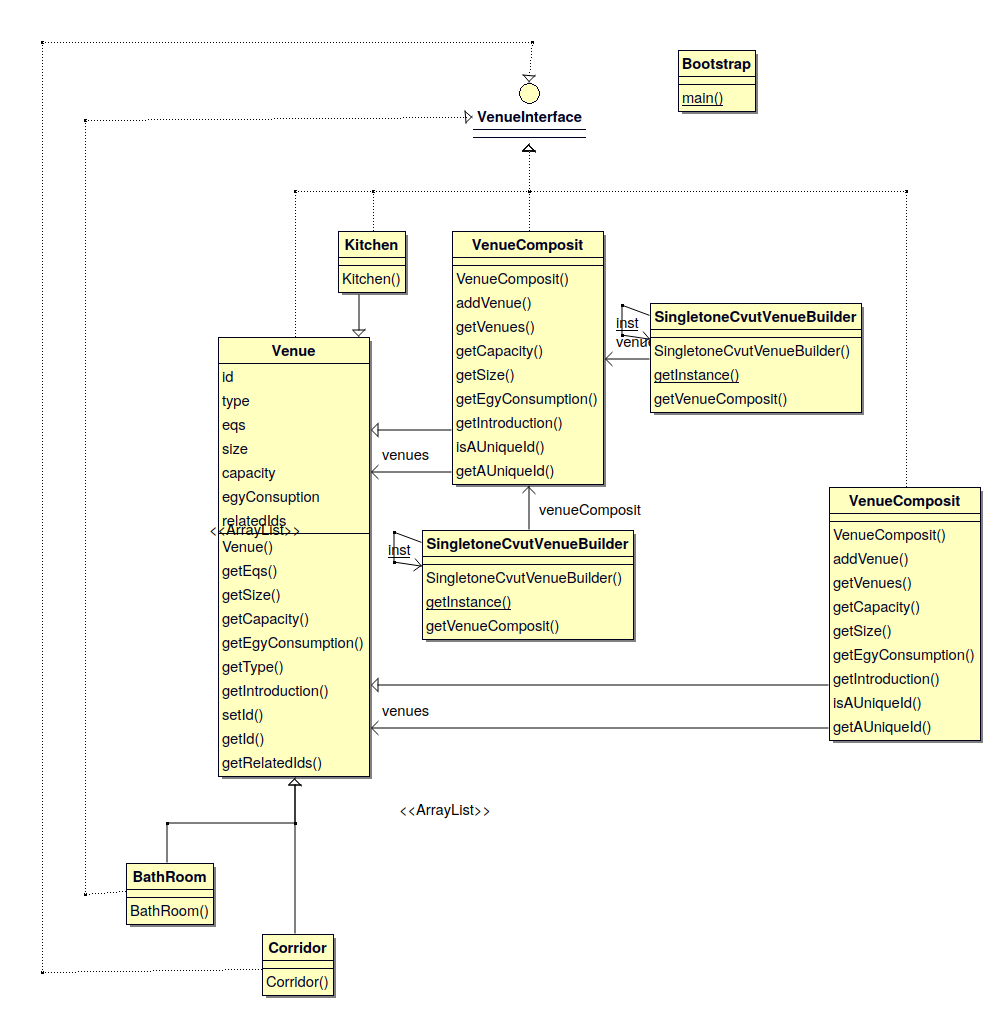 Bootstrap
main()
VenueInterface
Kitchen
Kitchen()
VenueComposit
VenueComposit()
addVenue()
getVenues()
getCapacity()
getSize()
getEgyConsumption()
getIntroduction()
isAUniqueId()
getAUniqueId()
inst
venue
SingletoneCvutVenueBuilder
SingletoneCvutVenueBuilder()
getInstance()
getVenueComposit()
Venue
id
type
eqs
size
capacity
egyConsuption
relatedIds
<<ArrayList>>
Venue()
getEqs()
getSize()
getCapacity()
getEgyConsumption()
getType()
getIntroduction()
setId()
getId()
getRelatedIds()
venues
venueComposit
inst
SingletoneCvutVenueBuilder
SingletoneCvutVenueBuilder()
getInstance()
getVenueComposit()
VenueComposit
VenueComposit()
addVenue()
getVenues()
getCapacity()
getSize()
getEgyConsumption()
getIntroduction()
isAUniqueId()
getAUniqueId()
venues
<<ArrayList>>
BathRoom
BathRoom()
Corridor
Corridor()